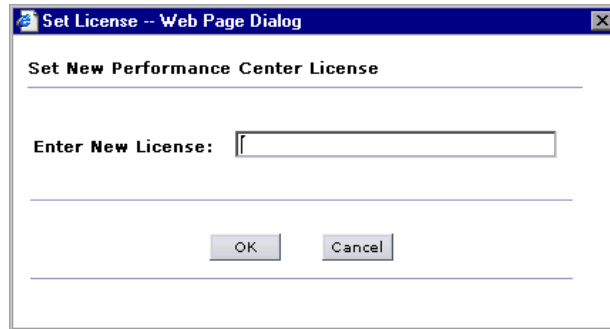 Set License -- Web Page Dialog
Set New Performance Center License
Enter New License:
OK Cancel